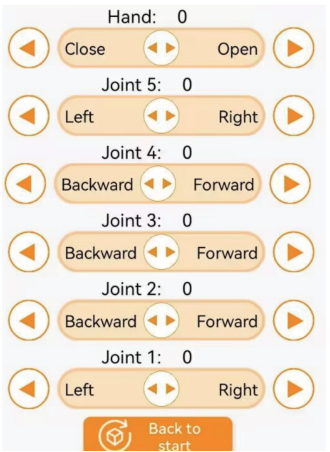 Hand: 0
Close Open
Joint 5: 0
Left Right
Joint 4: 0
Backward Forward
Joint 3: 0
Backward Forward
Joint 2: 0
Backward Forward
Joint 1: 0
Left Right
Back to
start